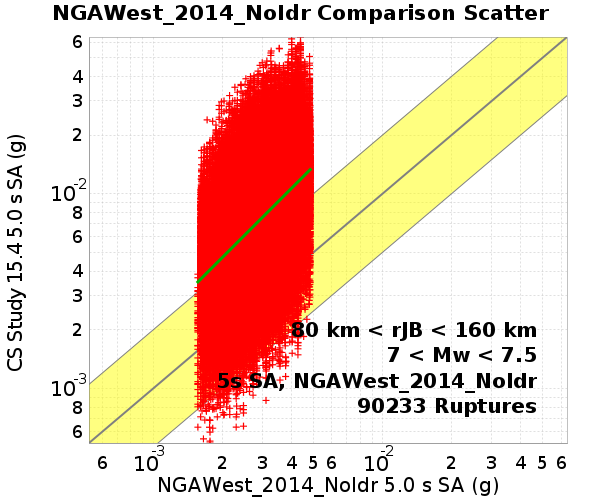 NGAWest_2014_NoIdr Comparison Scatter
CS Study 15.4 5.0 s SA (g)
6
4
3
2
10⁻²
8
6
4
3
2
10⁻³
8
6
80 km < rJB < 160 km
7 < Mw < 7.5
5s SA, NGAWest_2014_NoIdr
90233 Ruptures
6 10⁻³ 2 3 4 5 6 10⁻² 2 3 4 5 6
NGAWest_2014_NoIdr 5.0 s SA (g)